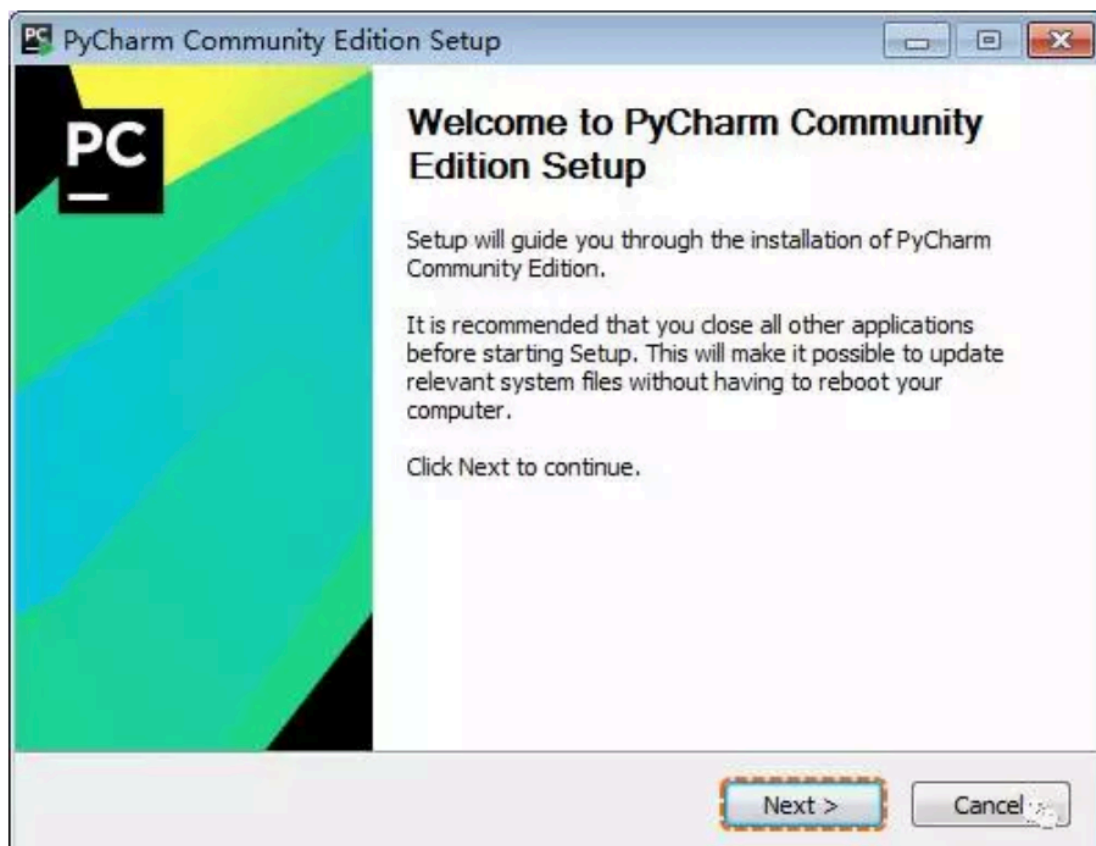 PyCharm Community Edition Setup
PC
Welcome to PyCharm Community
Edition Setup
Setup will guide you through the installation of PyCharm
Community Edition.
It is recommended that you close all other applications
before starting Setup. This will make it possible to update
relevant system files without having to reboot your
computer.
Click Next to continue.
Next >
Cancel